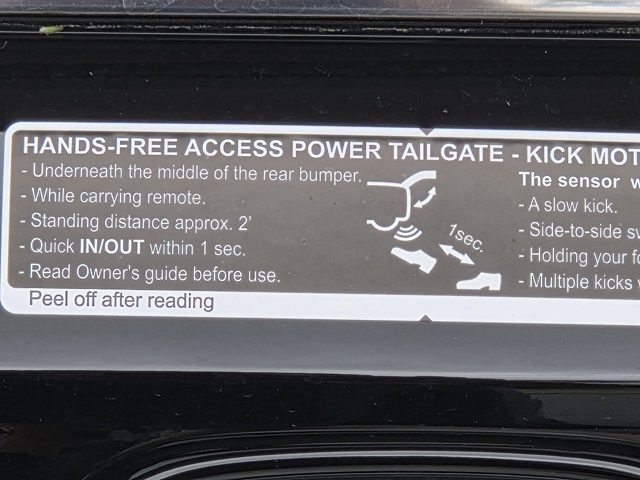 HANDS-FREE ACCESS POWER TAILGATE - KICK MOT
- Underneath the middle of the rear bumper.
- While carrying remote.
- Standing distance approx. 2'
- Quick IN/OUT within 1 sec.
- Read Owner's guide before use.
1sec.
The sensor w
- A slow kick.
- Side-to-side sw
- Holding your fo
- Multiple kicks w
Peel off after reading